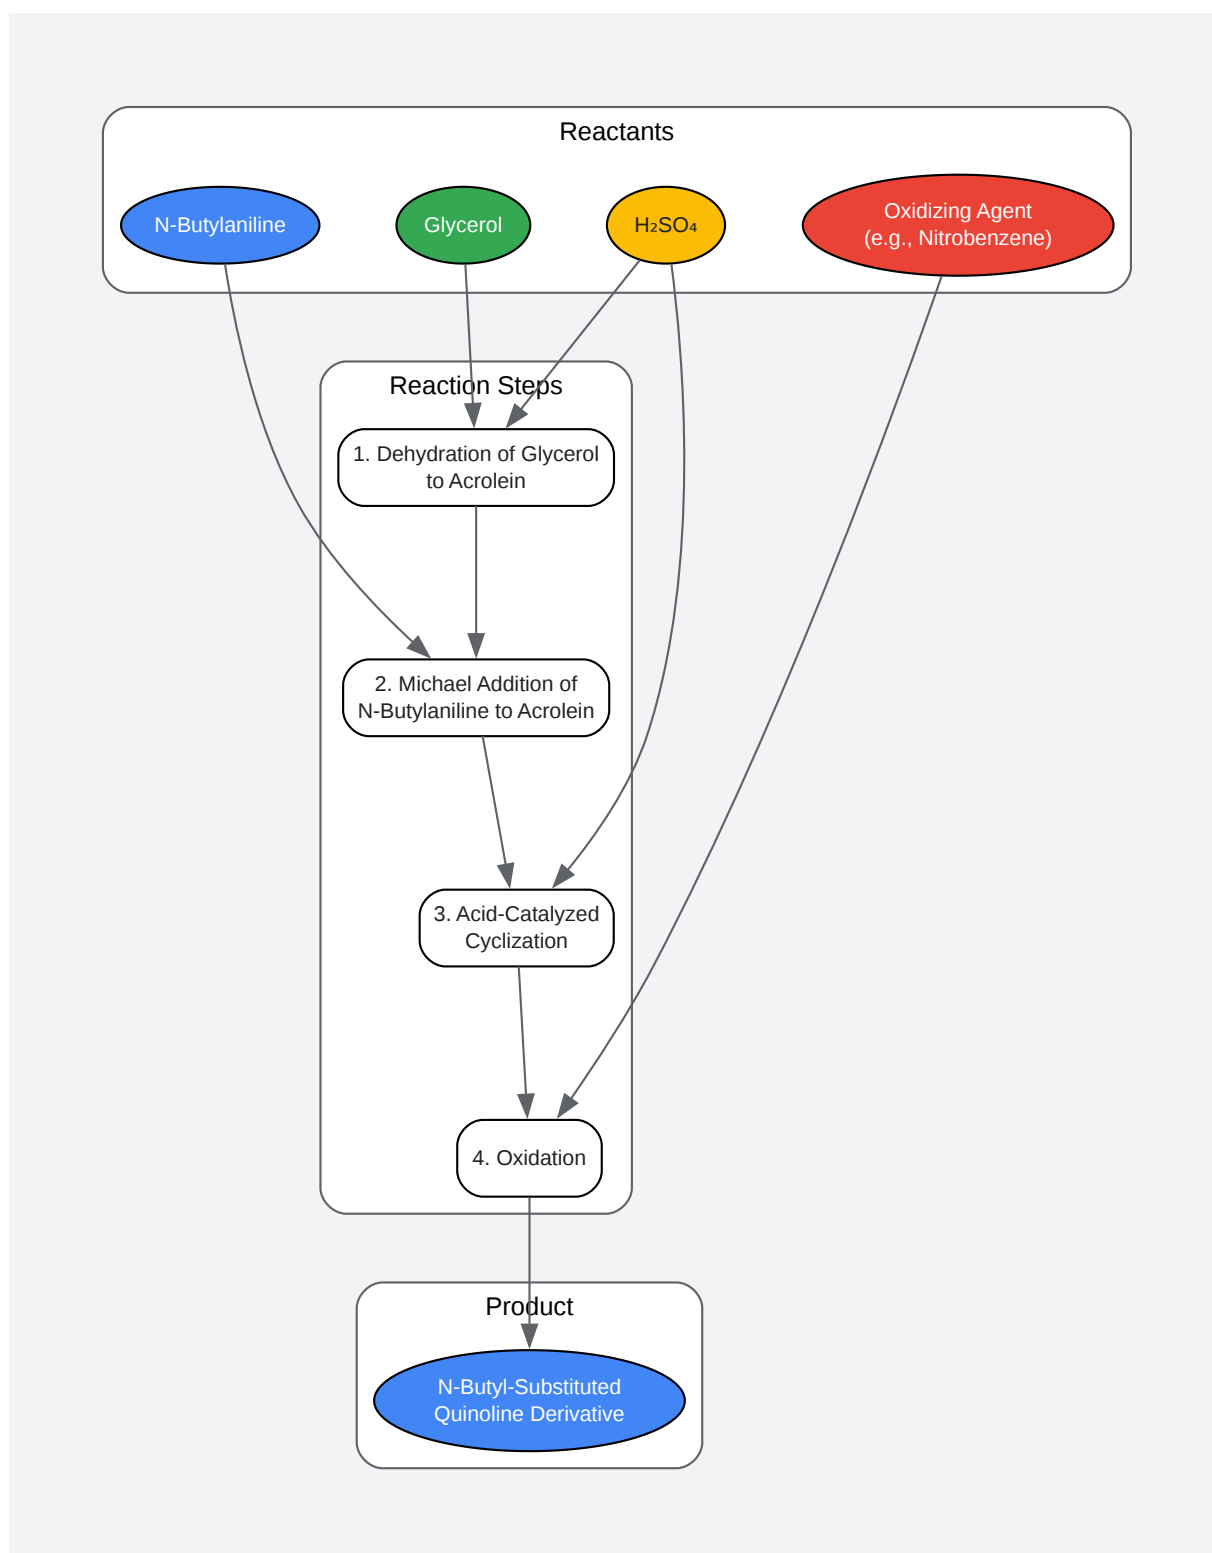 Reactants
N-Butylaniline
Glycerol
H₂SO₄
Oxidizing Agent
(e.g., Nitrobenzene)
Reaction Steps
1. Dehydration of Glycerol
to Acrolein
2. Michael Addition of
N-Butylaniline to Acrolein
3. Acid-Catalyzed
Cyclization
4. Oxidation
Product
N-Butyl-Substituted
Quinoline Derivative